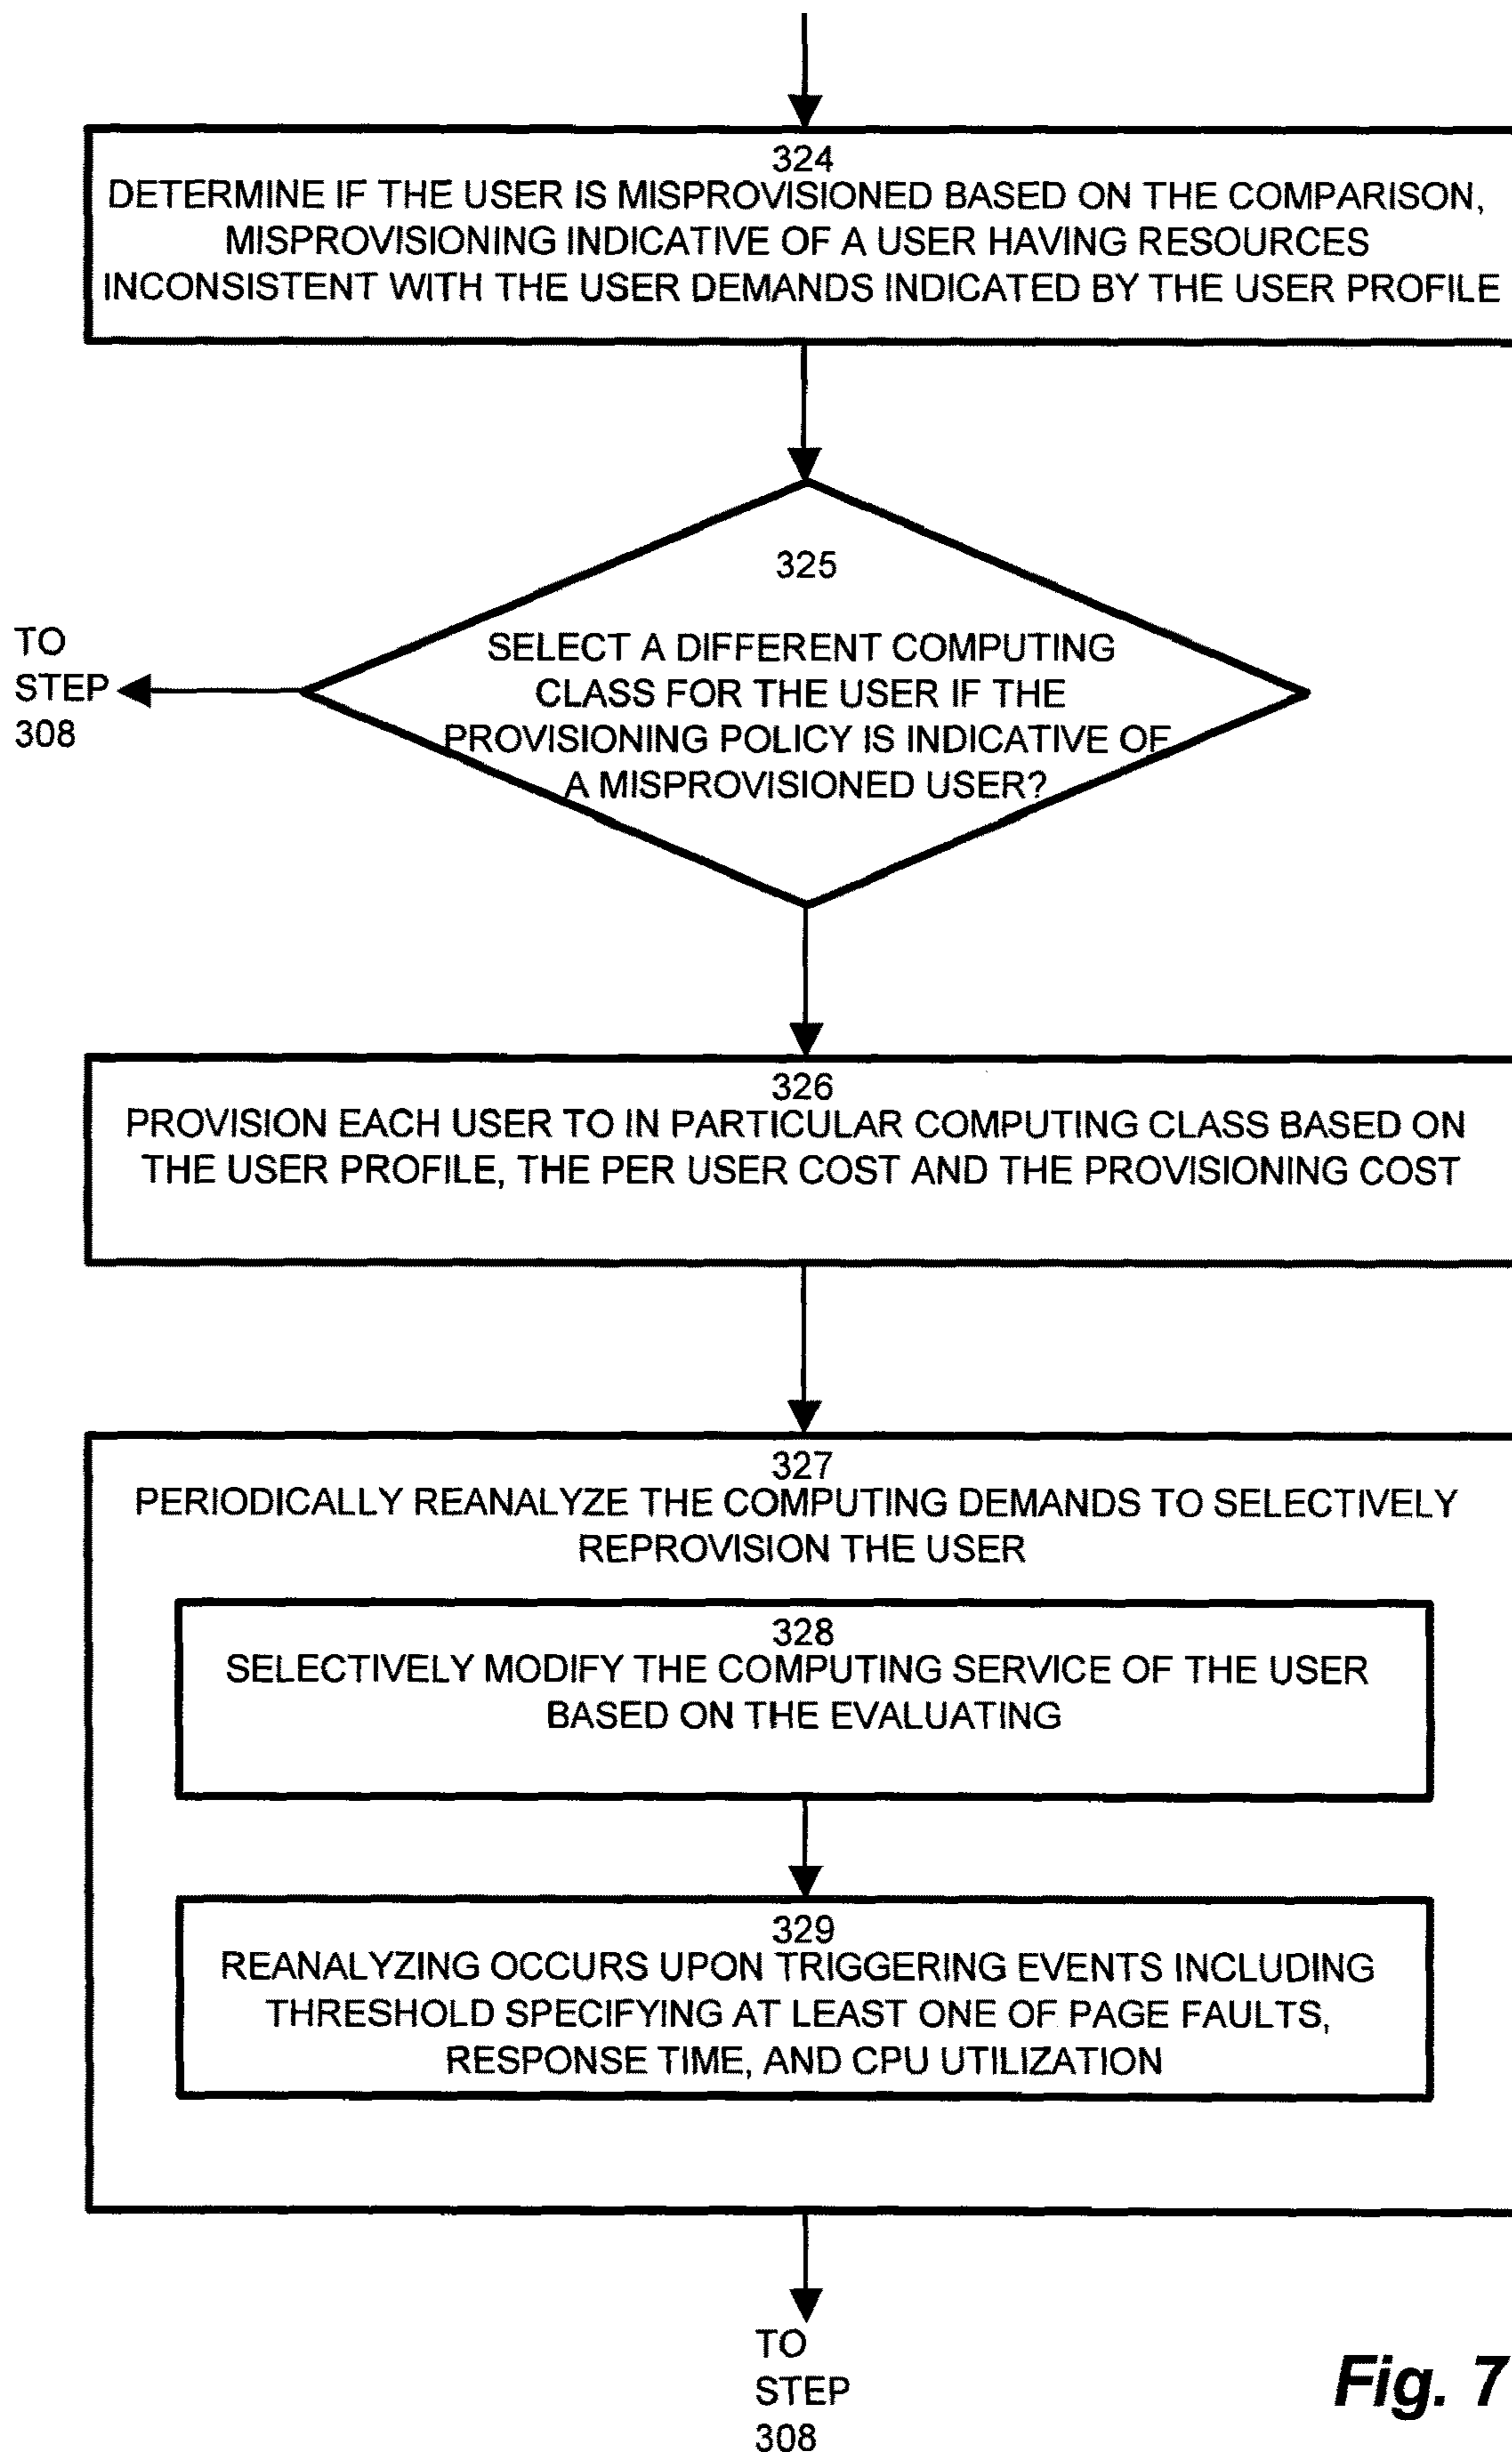 324
DETERMINE IF THE USER IS MISPROVISIONED BASED ON THE COMPARISON,
MISPROVISIONING INDICATIVE OF A USER HAVING RESOURCES
INCONSISTENT WITH THE USER DEMANDS INDICATED BY THE USER PROFILE
325
SELECT A DIFFERENT COMPUTING
CLASS FOR THE USER IF THE
PROVISIONING POLICY IS INDICATIVE OF
A MISPROVISIONED USER?
TO
STEP
308
326
PROVISION EACH USER TO IN PARTICULAR COMPUTING CLASS BASED ON
THE USER PROFILE, THE PER USER COST AND THE PROVISIONING COST
327
PERIODICALLY REANALYZE THE COMPUTING DEMANDS TO SELECTIVELY
REPROVISION THE USER
328
SELECTIVELY MODIFY THE COMPUTING SERVICE OF THE USER
BASED ON THE EVALUATING
329
REANALYZING OCCURS UPON TRIGGERING EVENTS INCLUDING
THRESHOLD SPECIFYING AT LEAST ONE OF PAGE FAULTS,
RESPONSE TIME, AND CPU UTILIZATION
TO
STEP
308
Fig. 7